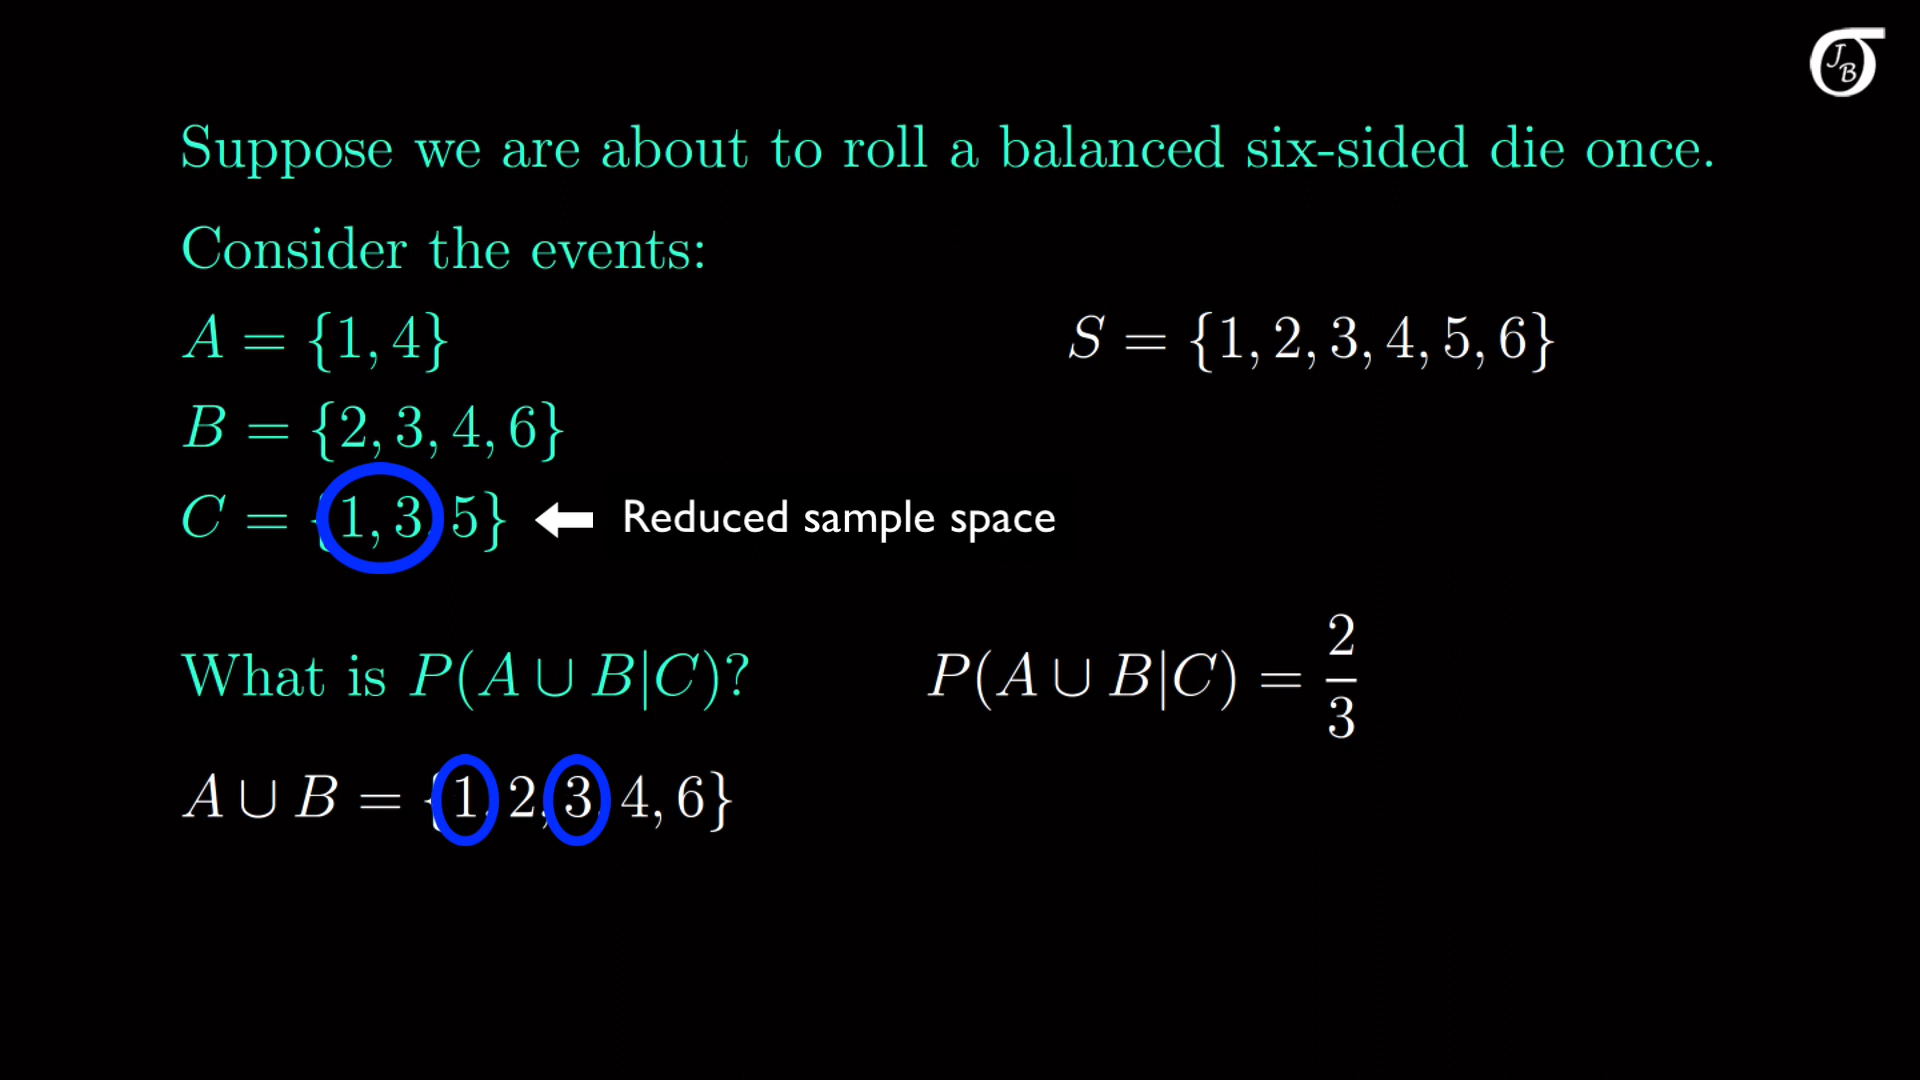 JB
Suppose we are about to roll a balanced six-sided die once.
Consider the events:
A = {1, 4}
S = {1, 2, 3, 4, 5, 6}
B = {2, 3, 4, 6}
C = {1, 3, 5}
Reduced sample space
What is P(A ∪ B|C)?
P(A ∪ B|C) = 2/3
A ∪ B = {1, 2, 3, 4, 6}